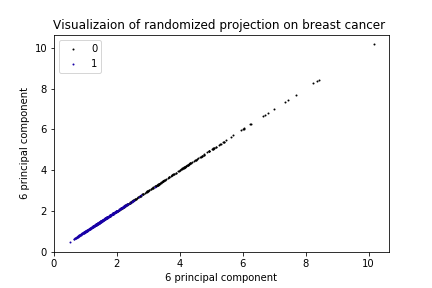 Visualizaion of randomized projection on breast cancer
0
1
10
8
6
4
2
0
6 principal component
0 2 4 6 8 10
6 principal component